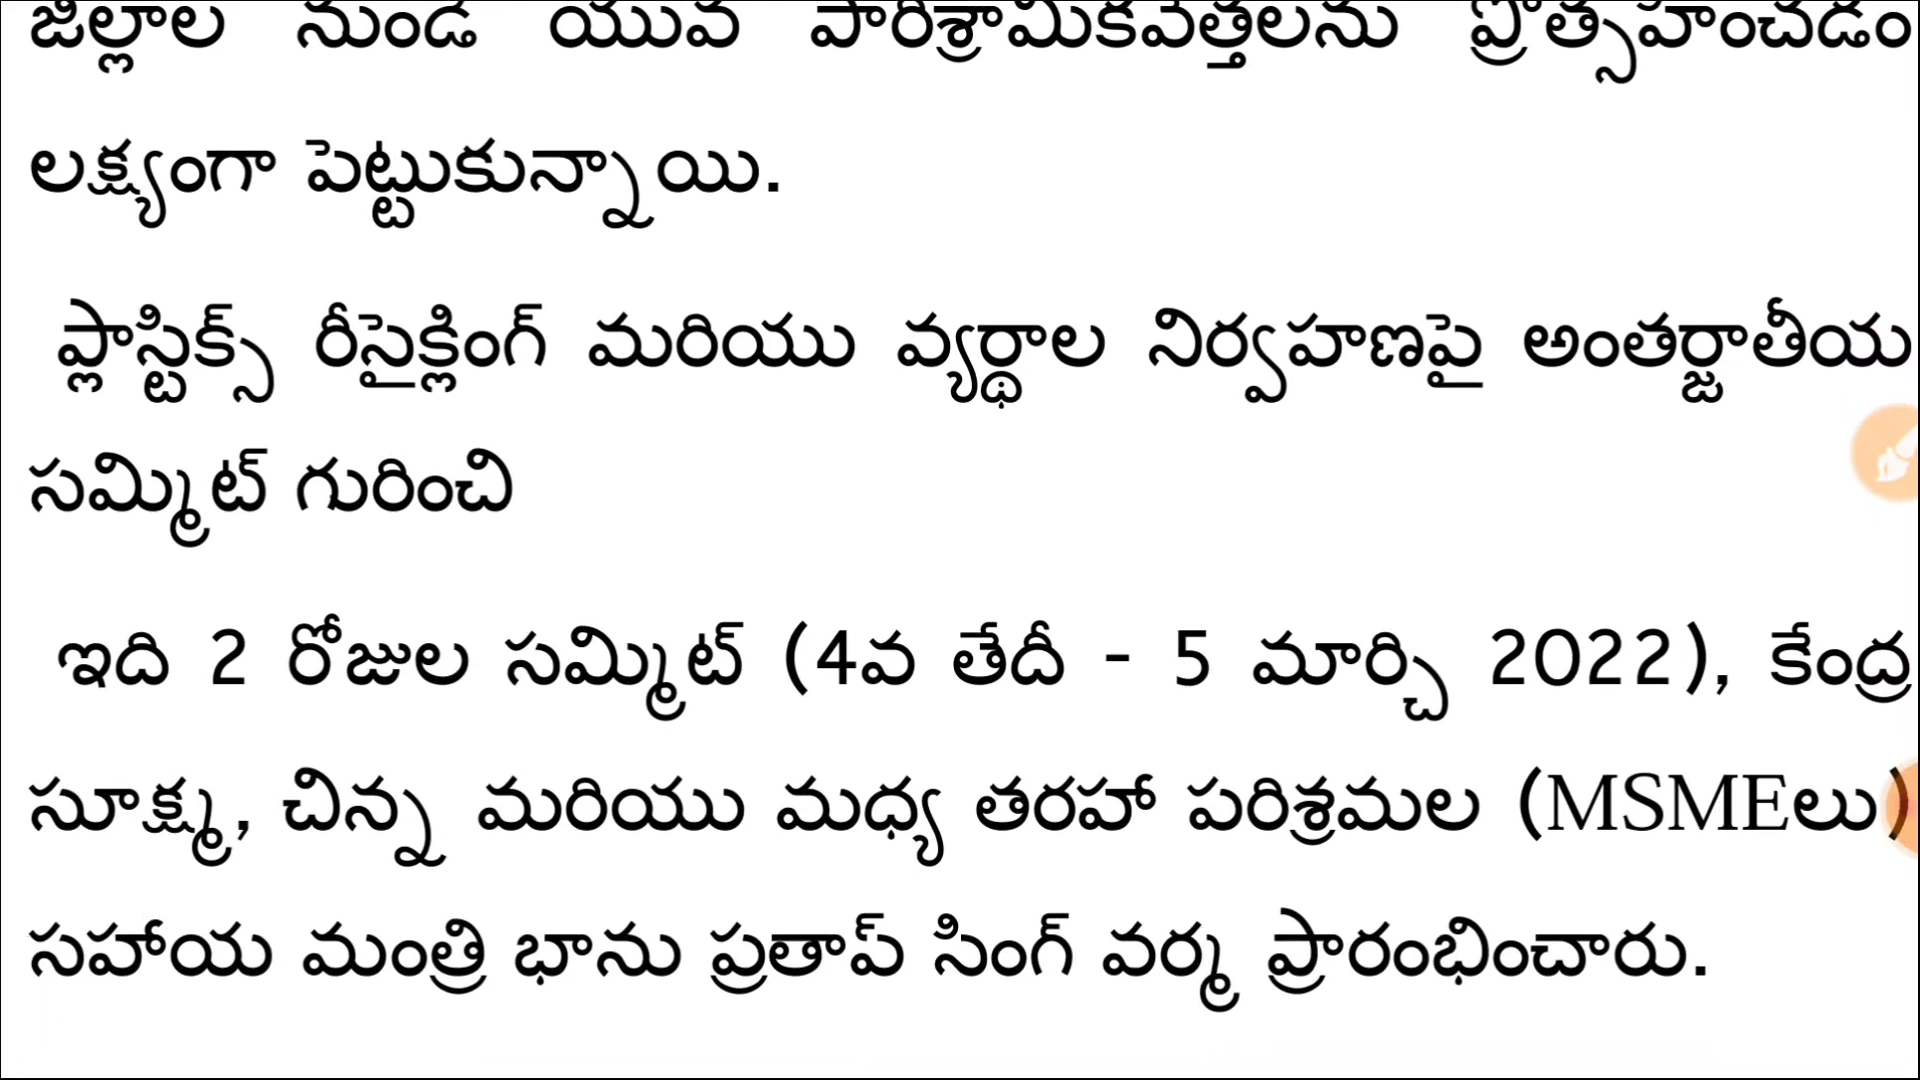 జిల్లాల నుండి యువ పారిశ్రామికవేత్తలను ప్రోత్సహించడం
లక్ష్యంగా పెట్టుకున్నాయి.
ప్లాస్టిక్స్ రీసైక్లింగ్ మరియు వ్యర్థాల నిర్వహణపై అంతర్జాతీయ
సమ్మిట్ గురించి
ఇది 2 రోజుల సమ్మిట్ (4వ తేదీ - 5 మార్చి 2022), కేంద్ర
సూక్ష్మ, చిన్న మరియు మధ్య తరహా పరిశ్రమల (MSMEలు)
సహాయ మంత్రి భాను ప్రతాప్ సింగ్ వర్మ ప్రారంభించారు.